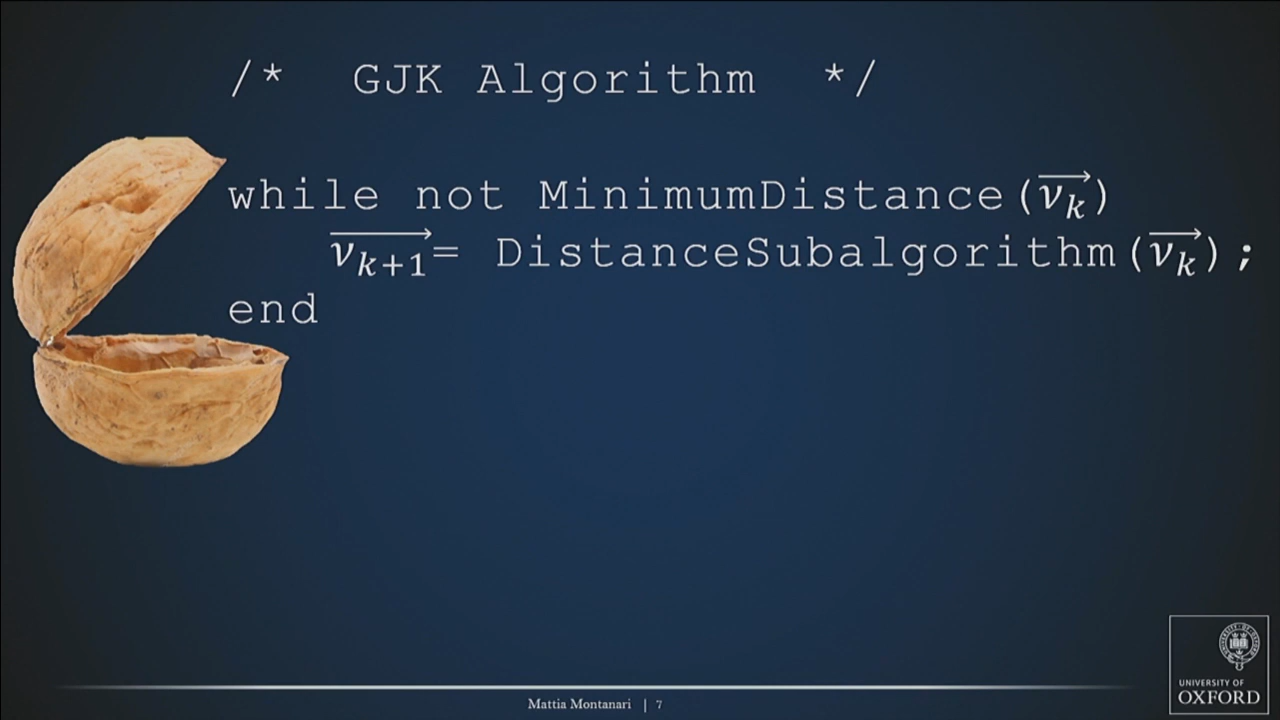 /* GJK Algorithm */
while not MinimumDistance(ν⃗ₖ)
ν⃗ₖ₊₁= DistanceSubalgorithm(ν⃗ₖ);
end
Mattia Montanari | 7
UNIVERSITY OF
OXFORD